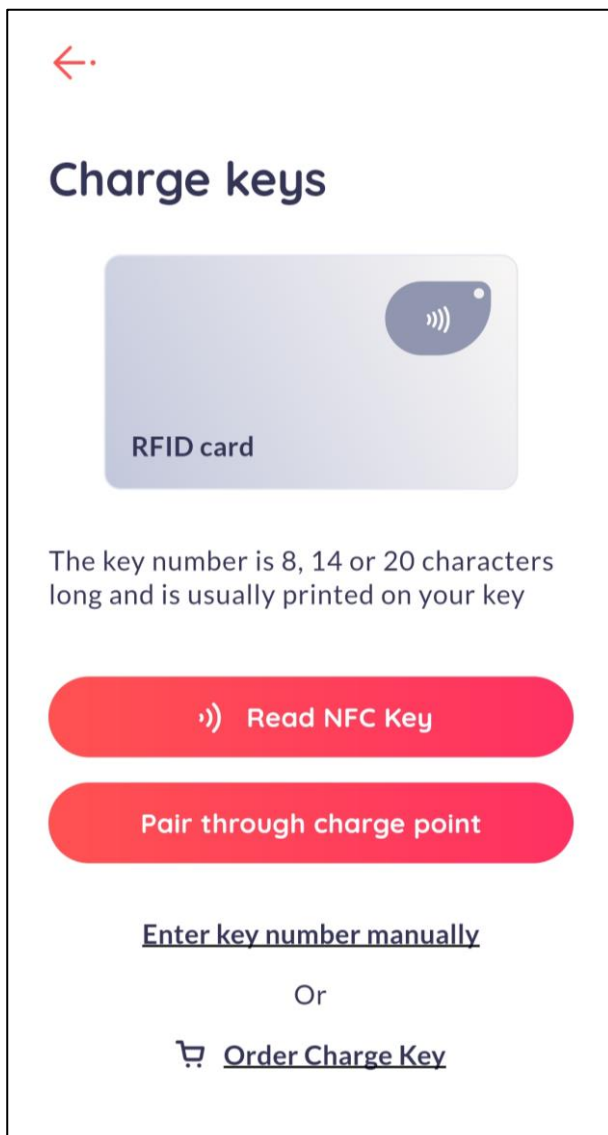 Charge keys
RFID card
The key number is 8, 14 or 20 characters
long and is usually printed on your key
Read NFC Key
Pair through charge point
Enter key number manually
Or
Order Charge Key